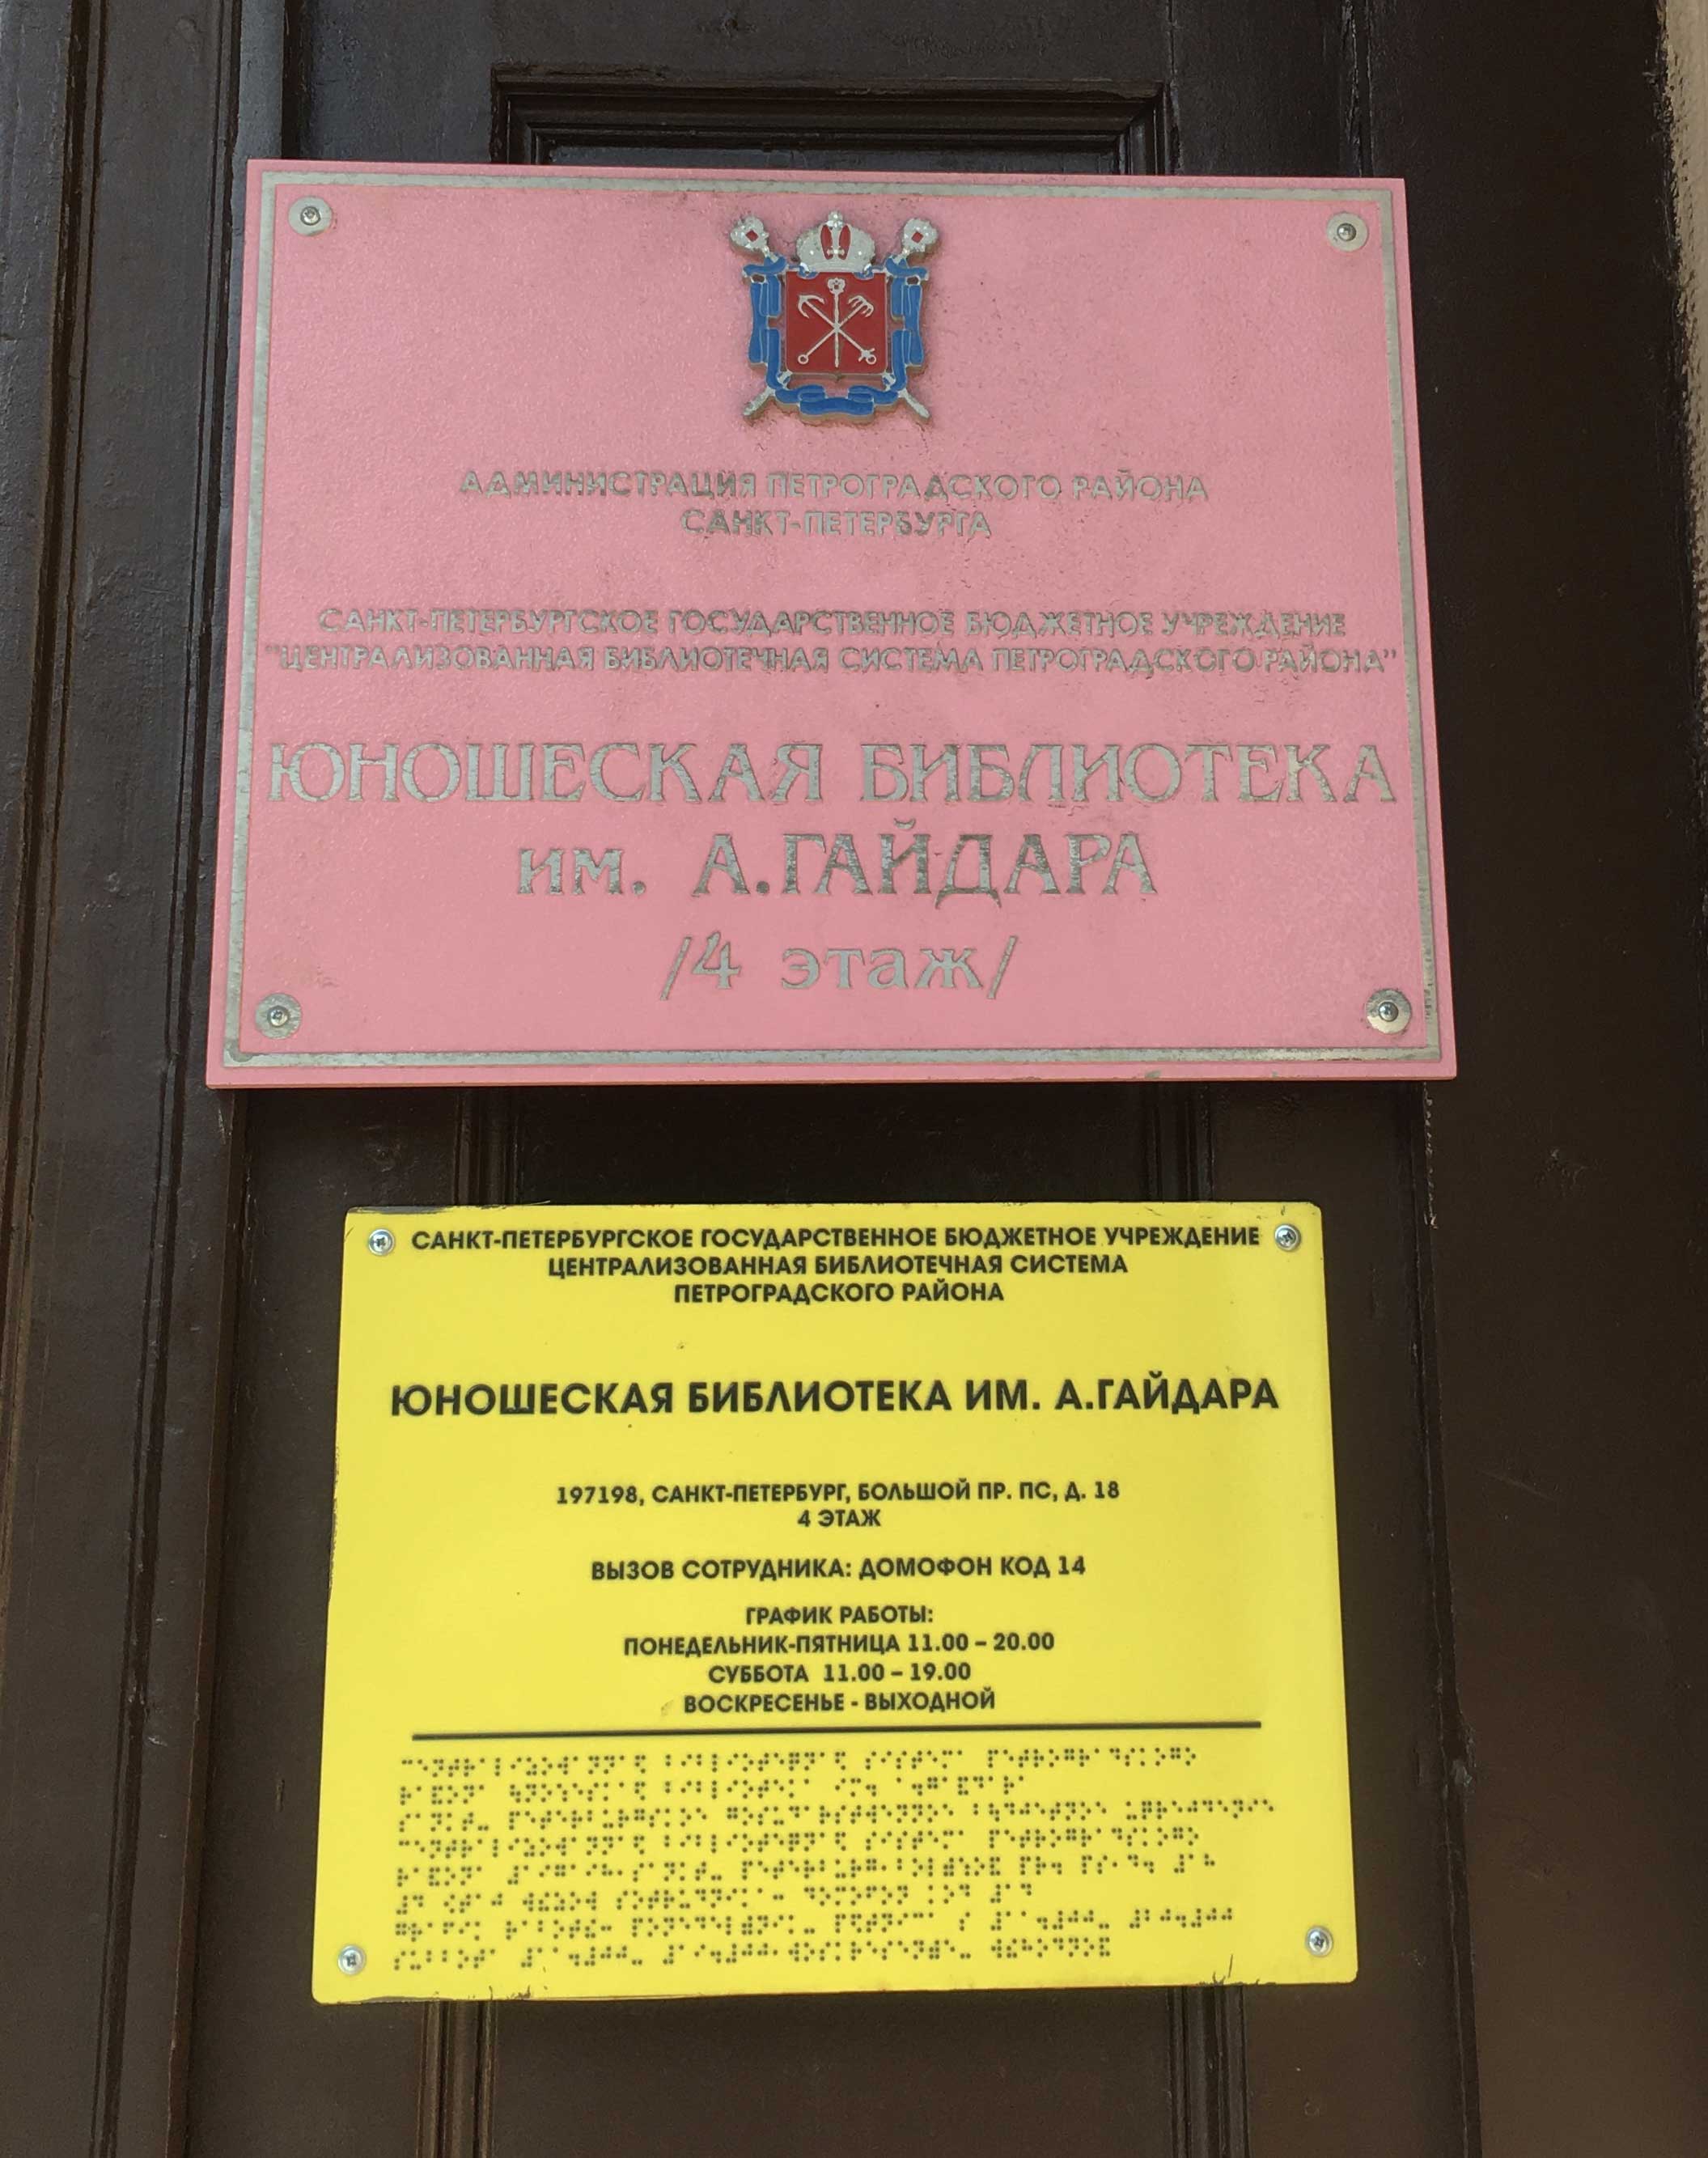 АДМИНИСТРАЦИЯ ПЕТРОГРАДСКОГО РАЙОНА
САНКТ-ПЕТЕРБУРГА
САНКТ-ПЕТЕРБУРГСКОЕ ГОСУДАРСТВЕННОЕ БЮДЖЕТНОЕ УЧРЕЖДЕНИЕ
"ЦЕНТРАЛИЗОВАННАЯ БИБЛИОТЕЧНАЯ СИСТЕМА ПЕТРОГРАДСКОГО РАЙОНА"
ЮНОШЕСКАЯ БИБЛИОТЕКА
им. А.ГАЙДАРА
/4 этаж/
САНКТ-ПЕТЕРБУРГСКОЕ ГОСУДАРСТВЕННОЕ БЮДЖЕТНОЕ УЧРЕЖДЕНИЕ
ЦЕНТРАЛИЗОВАННАЯ БИБЛИОТЕЧНАЯ СИСТЕМА
ПЕТРОГРАДСКОГО РАЙОНА
ЮНОШЕСКАЯ БИБЛИОТЕКА ИМ. А.ГАЙДАРА
197198, САНКТ-ПЕТЕРБУРГ, БОЛЬШОЙ ПР. ПС, Д. 18
4 ЭТАЖ
ВЫЗОВ СОТРУДНИКА: ДОМОФОН КОД 14
ГРАФИК РАБОТЫ:
ПОНЕДЕЛЬНИК-ПЯТНИЦА 11.00 – 20.00
СУББОТА 11.00 – 19.00
ВОСКРЕСЕНЬЕ - ВЫХОДНОЙ